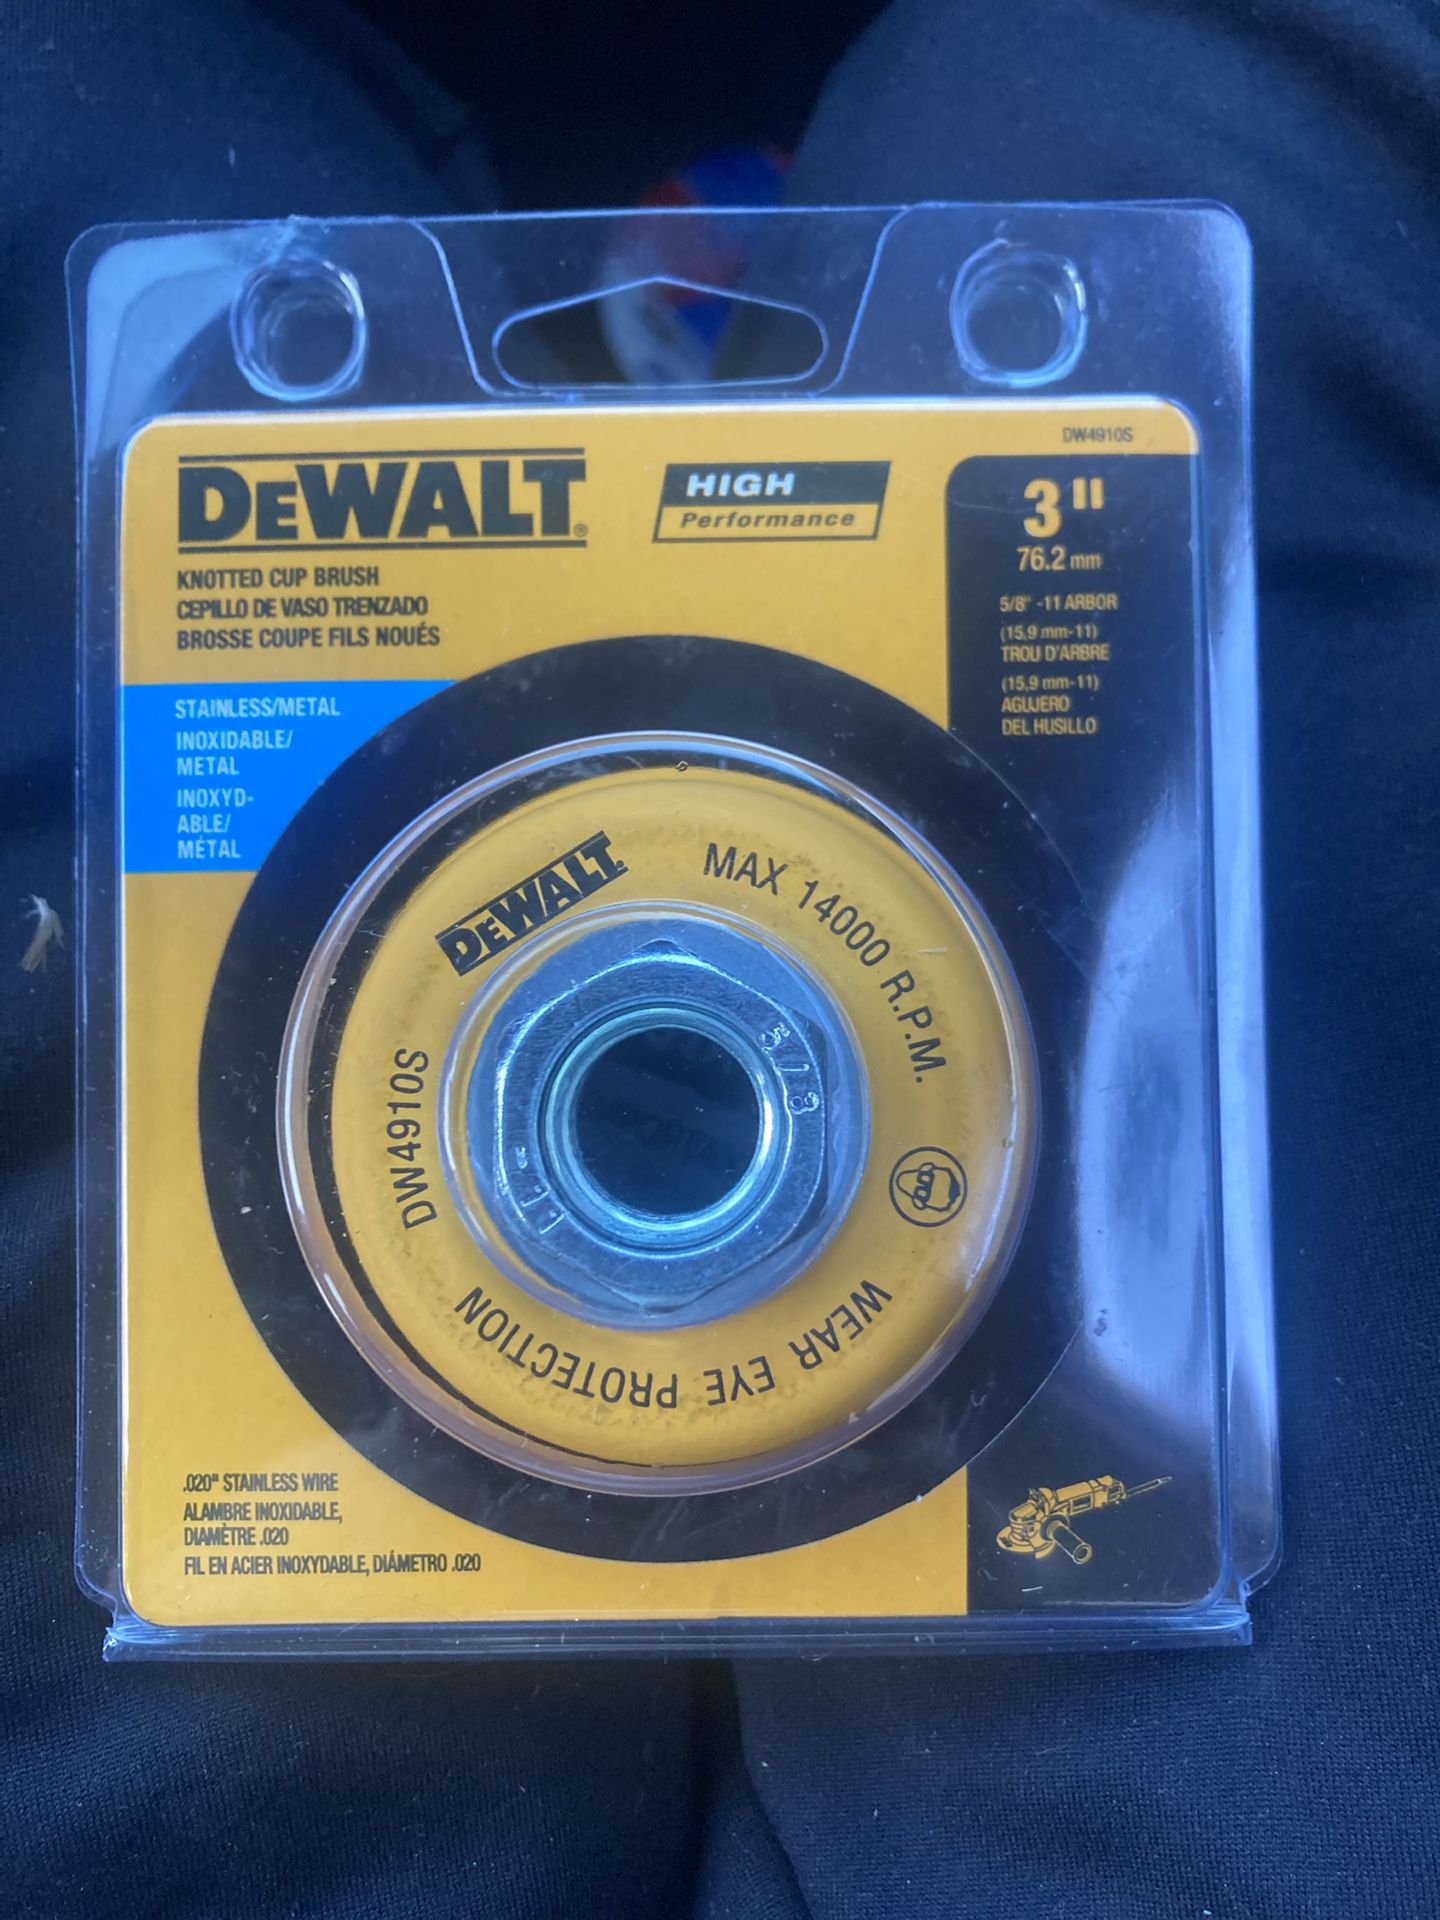 DW4910S
DEWALT®
HIGH
Performance
KNOTTED CUP BRUSH
CEPILLO DE VASO TRENZADO
BROSSE COUPE FILS NOUÉS
3"
76.2 mm
5/8" -11 ARBOR
(15,9 mm-11)
TROU D'ARBRE
(15,9 mm-11)
AGUJERO
DEL HUSILLO
STAINLESS/METAL
INOXIDABLE/
METAL
INOXYD-
ABLE/
MÉTAL
DEWALT.
MAX 14000 R.P.M.
5/8
-11
DW4910S
WEAR EYE PROTECTION
.020" STAINLESS WIRE
ALAMBRE INOXIDABLE,
DIAMÈTRE .020
FIL EN ACIER INOXYDABLE, DIÁMETRO .020